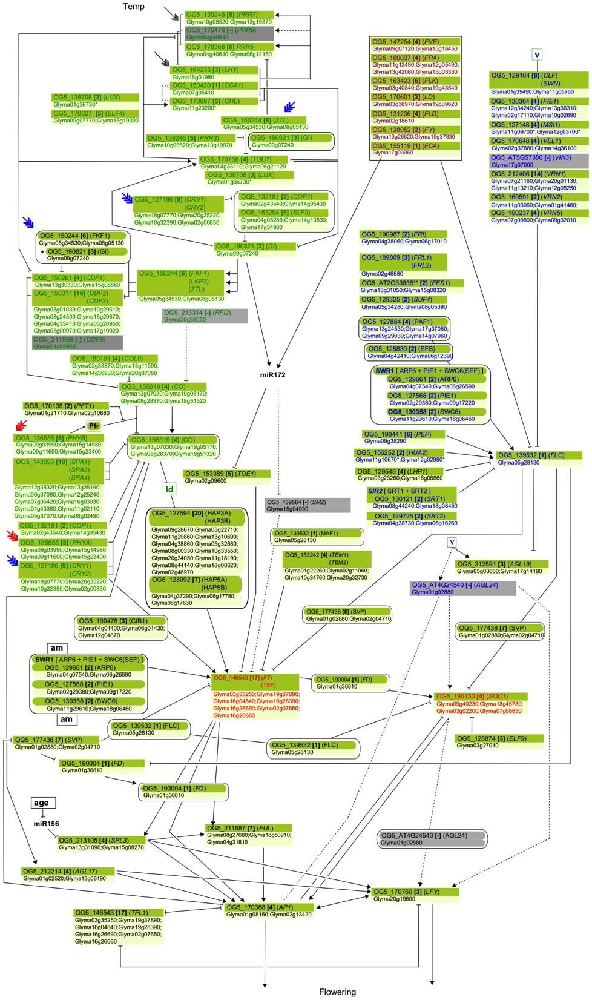 Temp
OG5_139246 [5] (PRR7)
Glyma10g05520;Glyma13g19870
OG5_170476 [-] (PRR9)
Glyma04g40640
OG5_178368 [6] PRR5
Glyma04g40640;Glyma06g14150
OG5_164233 [3] (LHY)
Glyma16g01980
OG5_153420 [1] (CCA1)
Glyma07g05410
OG5_170687 [5] (CHE)
Glyma11g20200*
OG5_138708 [3] (LUX)
Glyma01g36730*
OG5_170827 [5] (ELF4)
Glyma09g07770;Glyma15g19390
OG5_150244 [6] (ZTL)
Glyma05g34530;Glyma08g05130
OG5_139246 [5] (PRR3)
Glyma10g05520;Glyma13g19870
OG5_190821 [3] (GI)
Glyma09g07240
OG5_170758 [4] (TOC1)
Glyma04g33110;Glyma06g21120
OG5_138708 [3] (LUX)
Glyma01g36730*
OG5_127186 [9] (CRY1)
(CRY2)
Glyma18g07770;Glyma20g35220;
Glyma10g32390;Glyma02g00830
OG5_132181 [2] (COP1)
Glyma02g43540;Glyma14g05430
OG5_153294 [5] (ELF3)
Glyma04g05280;Glyma14g10530;
Glyma17g34980
OG5_190821 [3] (GI)
Glyma09g07240
OG5_147254 [4] (FVE)
Glyma09g07120;Glyma15g18450
OG5_160037 [4] (FPA)
Glyma11g13490;Glyma12g05490;
Glyma13g42060;Glyma15g03330
OG5_163423 [6] (FLK)
Glyma03g40840;Glyma19g43540
OG5_170601 [2] (LD)
Glyma03g36970;Glyma19g39620
OG5_131236 [4] (FLD)
Glyma02g18610
OG5_128052 [2] (FY)
Glyma13g26820;Glyma15g37830
OG5_155119 [1] (FCA)
Glyma17g03960
v
OG5_129164 [8] (CLF)
(SWN)
Glyma01g39490;Glyma11g05760
OG5_130364 [4] (FIE1)
Glyma12g34240;Glyma13g36310;
Glyma02g17110;Glyma10g02690
OG5_127148 [4] (MSI1)
Glyma11g09700*;Glyma12g03700*
OG5_170648 [4] (VEL1)
Glyma02g37880;Glyma14g36100
OG5_AT5G57380 [-] (VIN3)
Glyma17g07000
OG5_212406 [14] (VRN1)
Glyma07g21160;Glyma20g01130;
Glyma11g13210;Glyma12g05250
OG5_169591 [2] (VRN2)
Glyma11g03960;Glyma01g41460;
OG5_190237 [4] (VRN5)
Glyma07g09800;Glyma09g32010
OG5_150244 [6] (FKF1)
Glyma05g34530;Glyma08g05130
+ OG5_190821 [3] (GI)
Glyma09g07240
OG5_150261 [4] (CDF1)
Glyma13g30330;Glyma15g08860
OG5_150317 [16] (CDF2)
(CDF3)
Glyma03g01030;Glyma19g29610;
Glyma08g24590;Glyma15g29870;
Glyma04g33410;Glyma06g20950;
Glyma05g00970;Glyma17g10920
OG5_211968 [-] (CDF5)
Glyma01g05960
OG5_150244 [6] (FKF1)
(LKP2)
(ZTL)
Glyma05g34530;Glyma08g05130
OG5_213314 [-] (RFI2)
Glyma20g38050
OG5_150191 [4] (COL9)
Glyma02g38870;Glyma13g11590;
Glyma14g36930;Glyma20g07050
OG5_156319 [4] (CO)
Glyma13g07030;Glyma19g05170;
Glyma08g28370;Glyma18g51320
miR172
OG5_190987 [2] (FRI)
Glyma04g38060;Glyma06g17010
OG5_189809 [3] (FRL1)
(FRL2)
Glyma02g46680
OG5_AT2G33835** [2] (FES1)
Glyma13g31050;Glyma15g08320
OG5_129325 [2] (SUF4)
Glyma05g34280;Glyma08g05390
OG5_127884 [4] (PAF1)
Glyma13g24530;Glyma17g37050;
Glyma09g29030;Glyma14g07960
OG5_128830 [2] (EFS)
Glyma04g42410;Glyma06g12390
SWR1 [ ARP6 + PIE1 + SWC6(SEF) ]
OG5_129661 [2] (ARP6)
Glyma04g07540;Glyma06g26590
OG5_127568 [2] (PIE1)
Glyma02g29380;Glyma09g17220
OG5_130358 [2] (SWC6)
Glyma11g29610;Glyma18g06460
OG5_190441 [6] (PEP)
Glyma09g38290
OG5_156252 [2] (HUA2)
Glyma11g10670*;Glyma12g02980*
OG5_129545 [4] (LHP1)
Glyma03g23260;Glyma16g08860
SIR2 [ SRT1 + SRT2 ]
OG5_130121 [2] (SRT1)
Glyma08g44240;Glyma18g08450
OG5_129725 [2] (SRT2)
Glyma04g38730;Glyma06g16260
OG5_139532 [1] (FLC)
Glyma05g28130
OG5_170135 [2] (PFT1)
Glyma01g21710;Glyma02g10880
Pfr
OG5_136555 [8] (PHYB)
Glyma09g03990;Glyma15g14980;
Glyma09g11600;Glyma15g23400
OG5_143093 [10] (SPA1)
(SPA3)
(SPA4)
Glyma12g35320;Glyma13g35190;
Glyma06g37080;Glyma12g25240;
Glyma07g06420;Glyma16g03030;
Glyma01g43360;Glyma11g02110;
Glyma05g37070;Glyma08g02490
OG5_132181 [2] (COP1)
Glyma02g43540;Glyma14g05430
OG5_136555 [8] (PHYA)
Glyma09g03990;Glyma15g14980
Glyma09g11600;Glyma15g23400
OG5_127186 [9] (CRY1)
(CRY2)
Glyma18g07770;Glyma20g35220;
Glyma10g32390;Glyma02g00830
OG5_156319 [4] (CO)
Glyma13g07030;Glyma19g05170;
Glyma08g28370;Glyma18g51320
ld
OG5_127594 [20] (HAP3A)
(HAP3B)
Glyma09g28670;Glyma03g22710;
Glyma11g29860;Glyma13g10690;
Glyma04g38860;Glyma05g32680;
Glyma08g00330;Glyma10g33550;
Glyma20g34050;Glyma11g18190;
Glyma08g44140;Glyma18g08620;
Glyma02g46970
OG5_128092 [7] (HAP5A)
(HAP5B)
Glyma04g37290;Glyma06g17780;
Glyma08g17630
OG5_153389 [5] (TOE1)
Glyma02g09600
OG5_189564 [-] (SMZ)
Glyma15g04930
OG5_139532 [1] (MAF1)
Glyma05g28130
OG5_153242 [4] (TEM1)
(TEM2)
Glyma01g22260;Glyma02g11060;
Glyma10g34760;Glyma20g32730
v
OG5_212591 [3] (AGL19)
Glyma05g03660;Glyma17g14190
OG5_AT4G24540 [-] (AGL24)
Glyma01g02880
OG5_177438 [8] (SVP)
Glyma01g02880;Glyma02g04710
OG5_177438 [7] (SVP)
Glyma01g02880;Glyma02g04710
OG5_190478 [3] (CIB1)
Glyma04g01400;Glyma06g01430;
Glyma12g04670
am
SWR1 [ ARP6 + PIE1 + SWC6(SEF) ]
OG5_129661 [2] (ARP6)
Glyma04g07540;Glyma06g26590
OG5_127568 [2] (PIE1)
Glyma02g29380;Glyma09g17220
OG5_130358 [2] (SWC6)
Glyma11g29610;Glyma18g06460
am
OG5_146543 [17] (FT)
(TSF)
Glyma03g35250;Glyma19g37890;
Glyma16g04840;Glyma19g28390;
Glyma16g26690;Glyma02g07650;
Glyma16g26660
OG5_190004 [1] (FD)
Glyma01g36810
OG5_190130 [4] (SOC1)
Glyma09g40230;Glyma18g45780;
Glyma03g02200;Glyma07g08830
OG5_139532 [1] (FLC)
Glyma05g28130
OG5_177438 [7] (SVP)
Glyma01g02880;Glyma02g04710
OG5_139532 [1] (FLC)
Glyma05g28130
OG5_128874 [3] (ELF9)
Glyma03g27010
OG5_190004 [1] (FD)
Glyma01g36810
OG5_190004 [1] (FD)
Glyma01g36810
age
miR156
OG5_213105 [4] (SPL3)
Glyma13g31090;Glyma15g08270
OG5_211687 [7] (FUL)
Glyma08g27680;Glyma18g50910;
Glyma04g31810
OG5_AT4G24540 [-] (AGL24)
Glyma01g02880
OG5_212214 [4] (AGL17)
Glyma01g02520;Glyma15g06490
OG5_170760 [3] (LFY)
Glyma20g19600
OG5_170388 [4] (AP1)
Glyma01g08150;Glyma02g13420
OG5_146543 [17] (TFL1)
Glyma03g35250;Glyma19g37890;
Glyma16g04840;Glyma19g28390;
Glyma16g26690;Glyma02g07650;
Glyma16g26660
Flowering